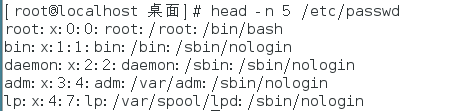 [root@localhost 桌面]# head -n 5 /etc/passwd
root:x:0:0:root:/root:/bin/bash
bin:x:1:1:bin:/bin:/sbin/nologin
daemon:x:2:2:daemon:/sbin:/sbin/nologin
adm:x:3:4:adm:/var/adm:/sbin/nologin
lp:x:4:7:lp:/var/spool/lpd:/sbin/nologin